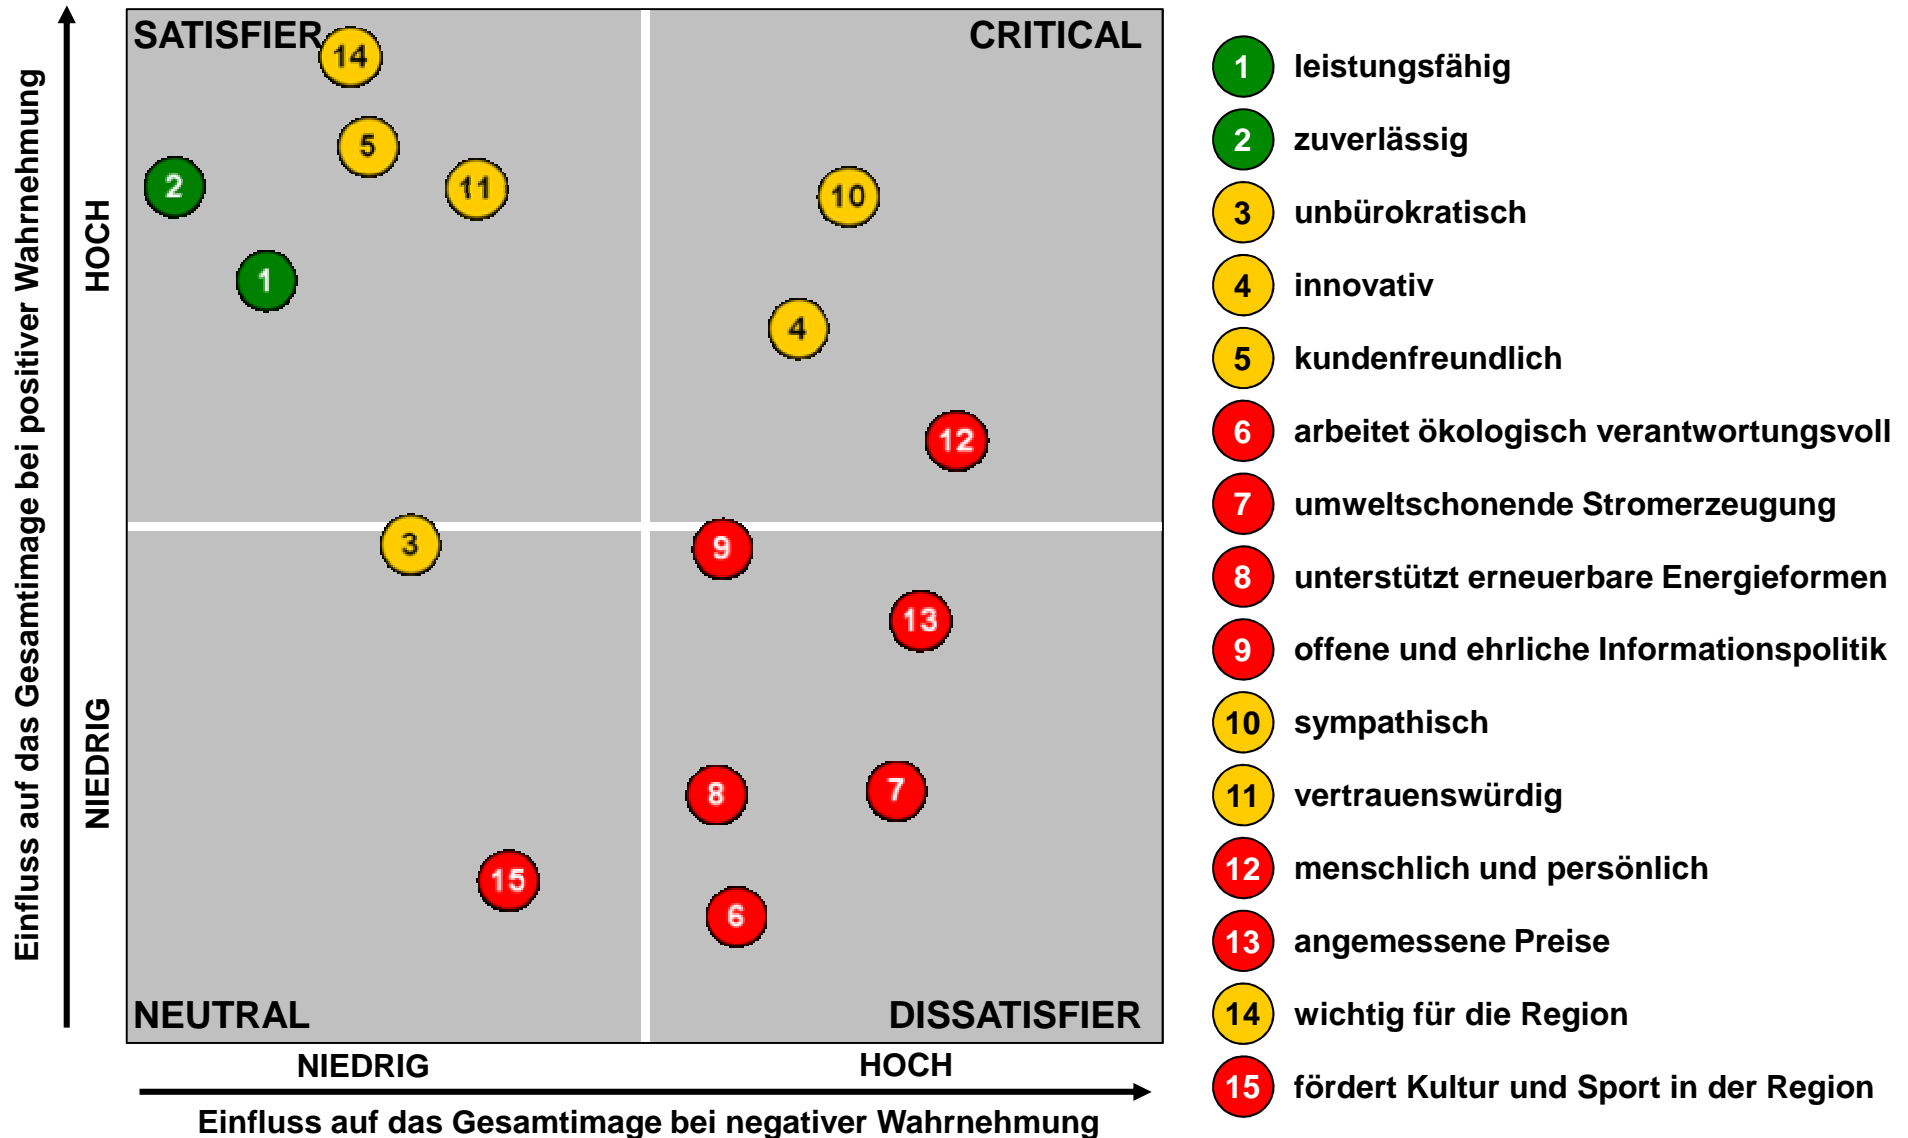 Einfluss auf das Gesamtimage bei positiver Wahrnehmung
HOCH
NIEDRIG
SATISFIER
CRITICAL
14
5
2
11
10
1
4
12
3
9
13
8
7
15
6
NEUTRAL
DISSATISFIER
NIEDRIG
HOCH
Einfluss auf das Gesamtimage bei negativer Wahrnehmung
1 leistungsfähig
2 zuverlässig
3 unbürokratisch
4 innovativ
5 kundenfreundlich
6 arbeitet ökologisch verantwortungsvoll
7 umweltschonende Stromerzeugung
8 unterstützt erneuerbare Energieformen
9 offene und ehrliche Informationspolitik
10 sympathisch
11 vertrauenswürdig
12 menschlich und persönlich
13 angemessene Preise
14 wichtig für die Region
15 fördert Kultur und Sport in der Region